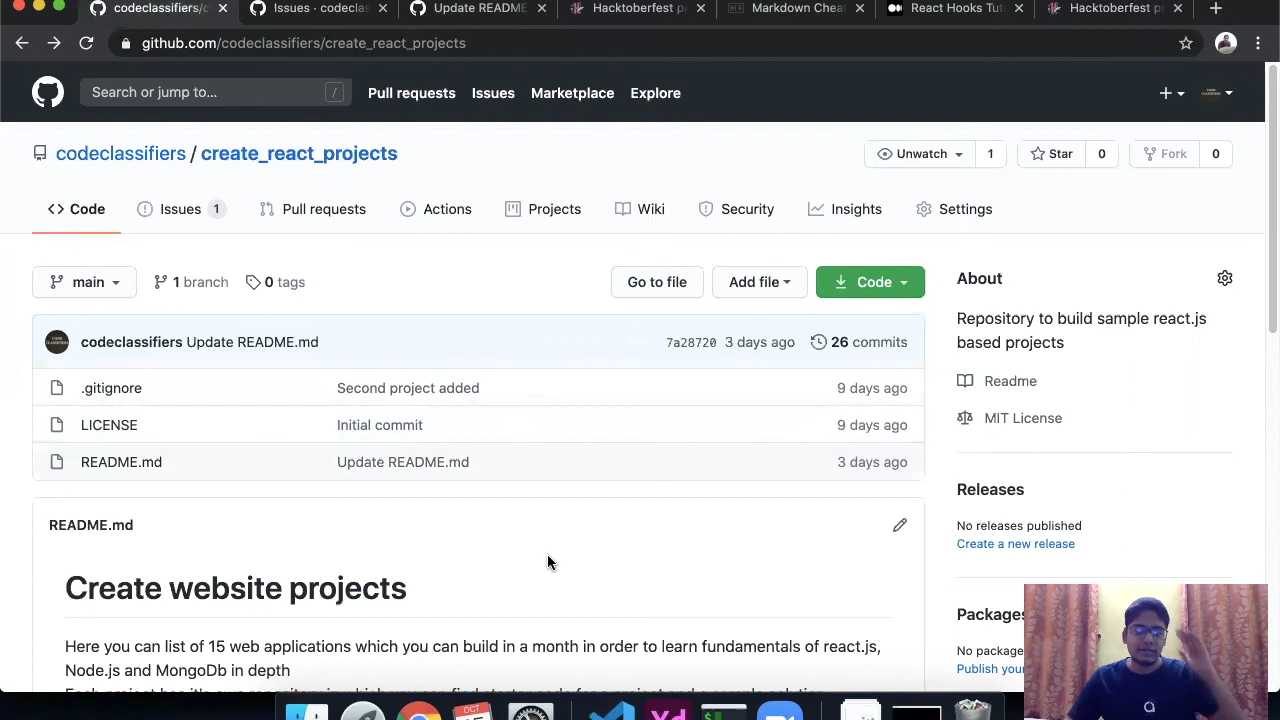 codeclassifiers/c
Issues · codeclas
Update README
Hacktoberfest p
Markdown Cheat
React Hooks Tut
Hacktoberfest p
github.com/codeclassifiers/create_react_projects
Search or jump to…
/
Pull requests
Issues
Marketplace
Explore
codeclassifiers / create_react_projects
Unwatch
1
Star
0
Fork
0
Code
Issues 1
Pull requests
Actions
Projects
Wiki
Security
Insights
Settings
main
1 branch
0 tags
Go to file
Add file
Code
About
Repository to build sample react.js
based projects
Readme
MIT License
codeclassifiers Update README.md
7a28720 3 days ago
26 commits
.gitignore Second project added 9 days ago
LICENSE Initial commit 9 days ago
README.md Update README.md 3 days ago
Releases
No releases published
Create a new release
README.md
Create website projects
Here you can list of 15 web applications which you can build in a month in order to learn fundamentals of react.js,
Node.js and MongoDb in depth
Packages
No package
Publish your
OCT